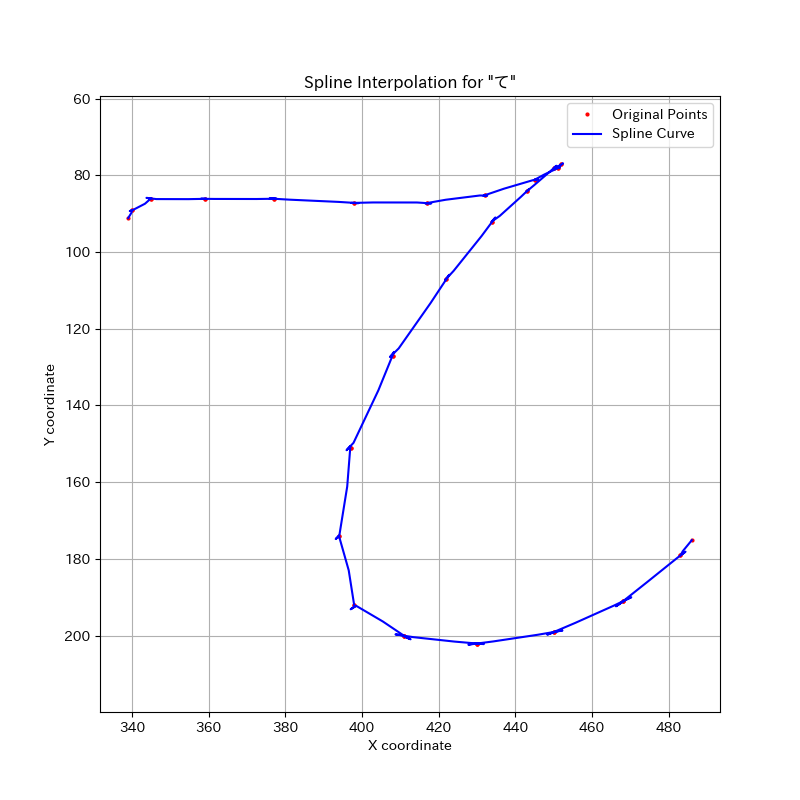 Spline Interpolation for "て"
Original Points
Spline Curve
60
80
100
120
140
160
180
200
Y coordinate
340 360 380 400 420 440 460 480
X coordinate